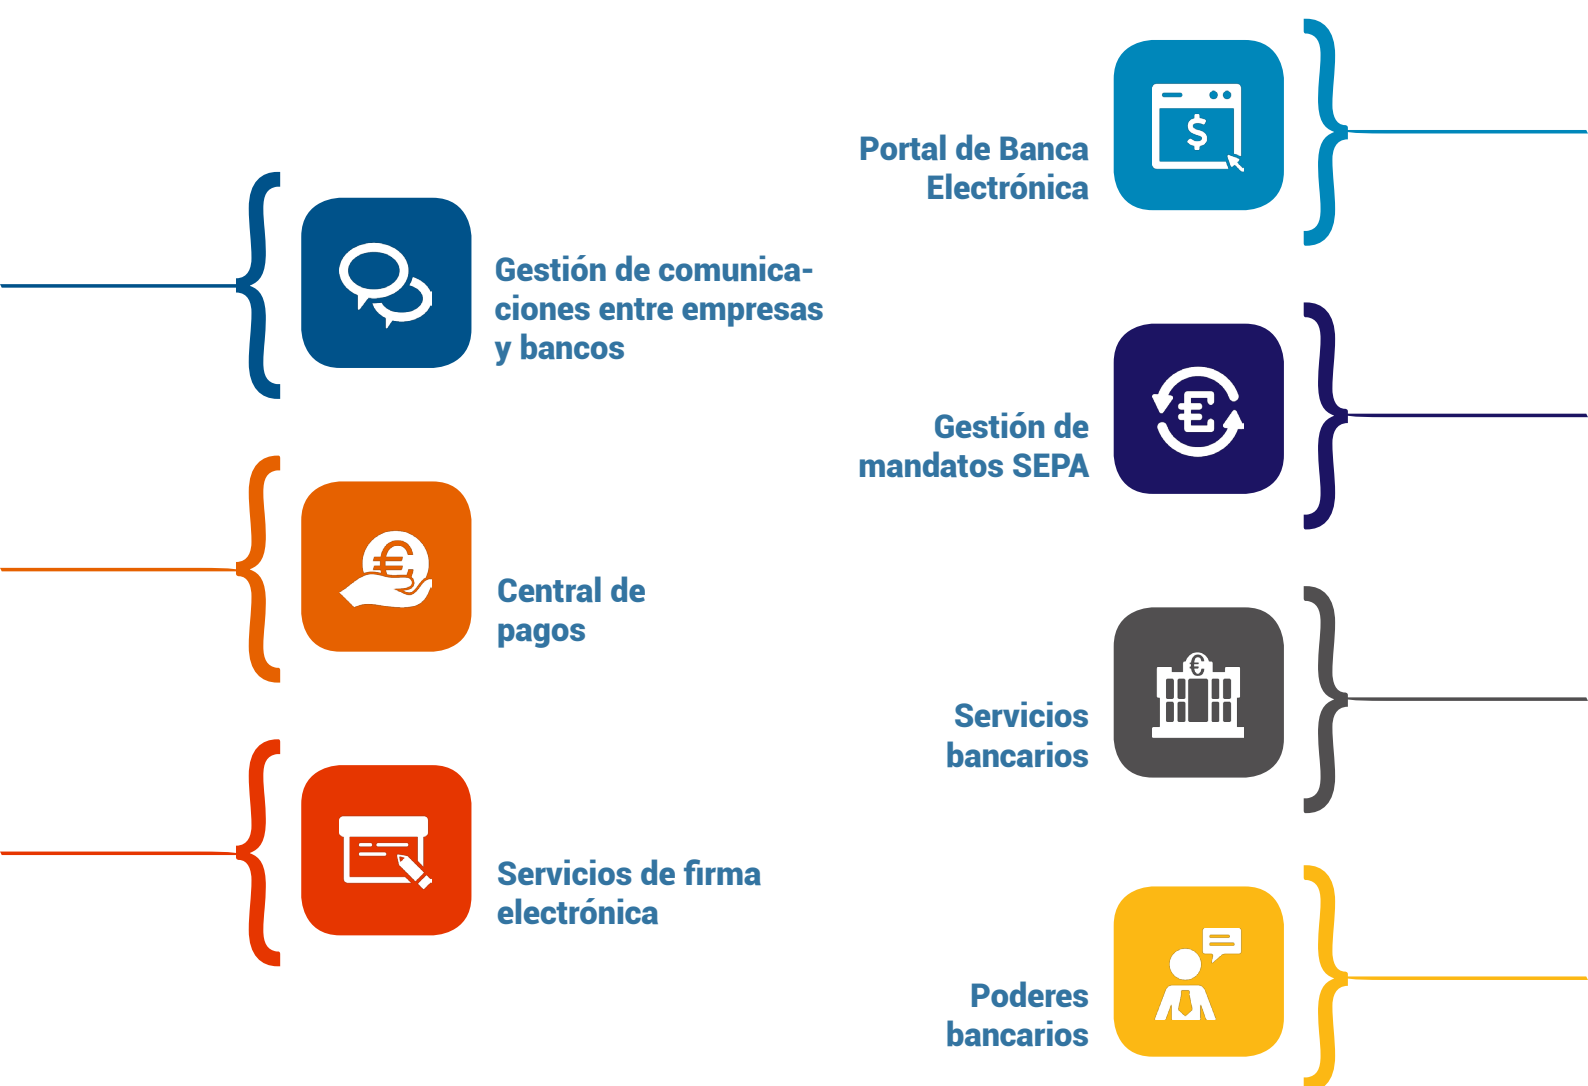 Gestión de comunica-
ciones entre empresas
y bancos
Central de
pagos
Servicios de firma
electrónica
Portal de Banca
Electrónica
Gestión de
mandatos SEPA
Servicios
bancarios
Poderes
bancarios